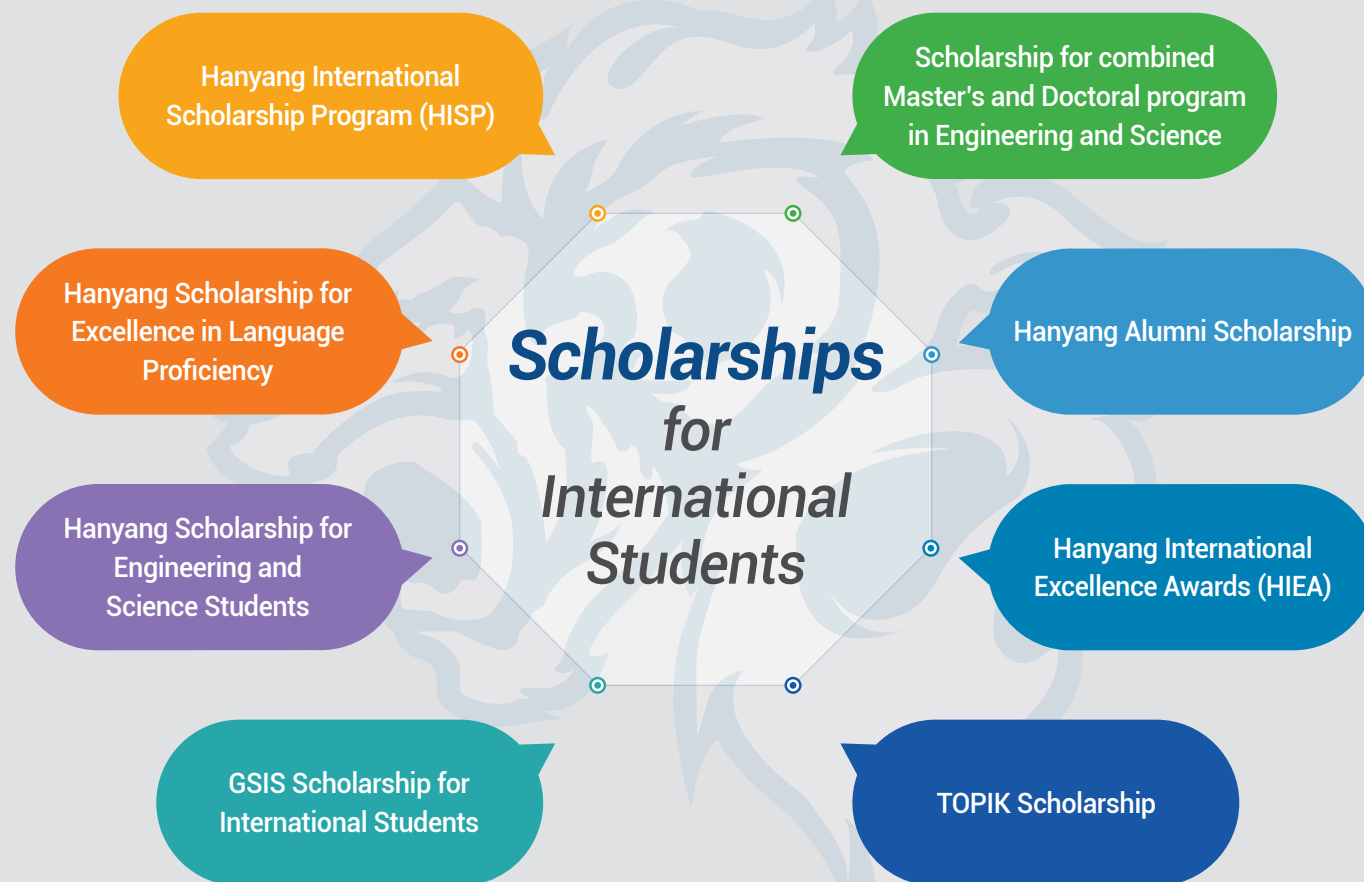 Hanyang International
Scholarship Program (HISP)
Scholarship for combined
Master's and Doctoral program
in Engineering and Science
Hanyang Scholarship for
Excellence in Language
Proficiency
Hanyang Alumni Scholarship
Scholarships
for
International
Students
Hanyang Scholarship for
Engineering and
Science Students
Hanyang International
Excellence Awards (HIEA)
GSIS Scholarship for
International Students
TOPIK Scholarship